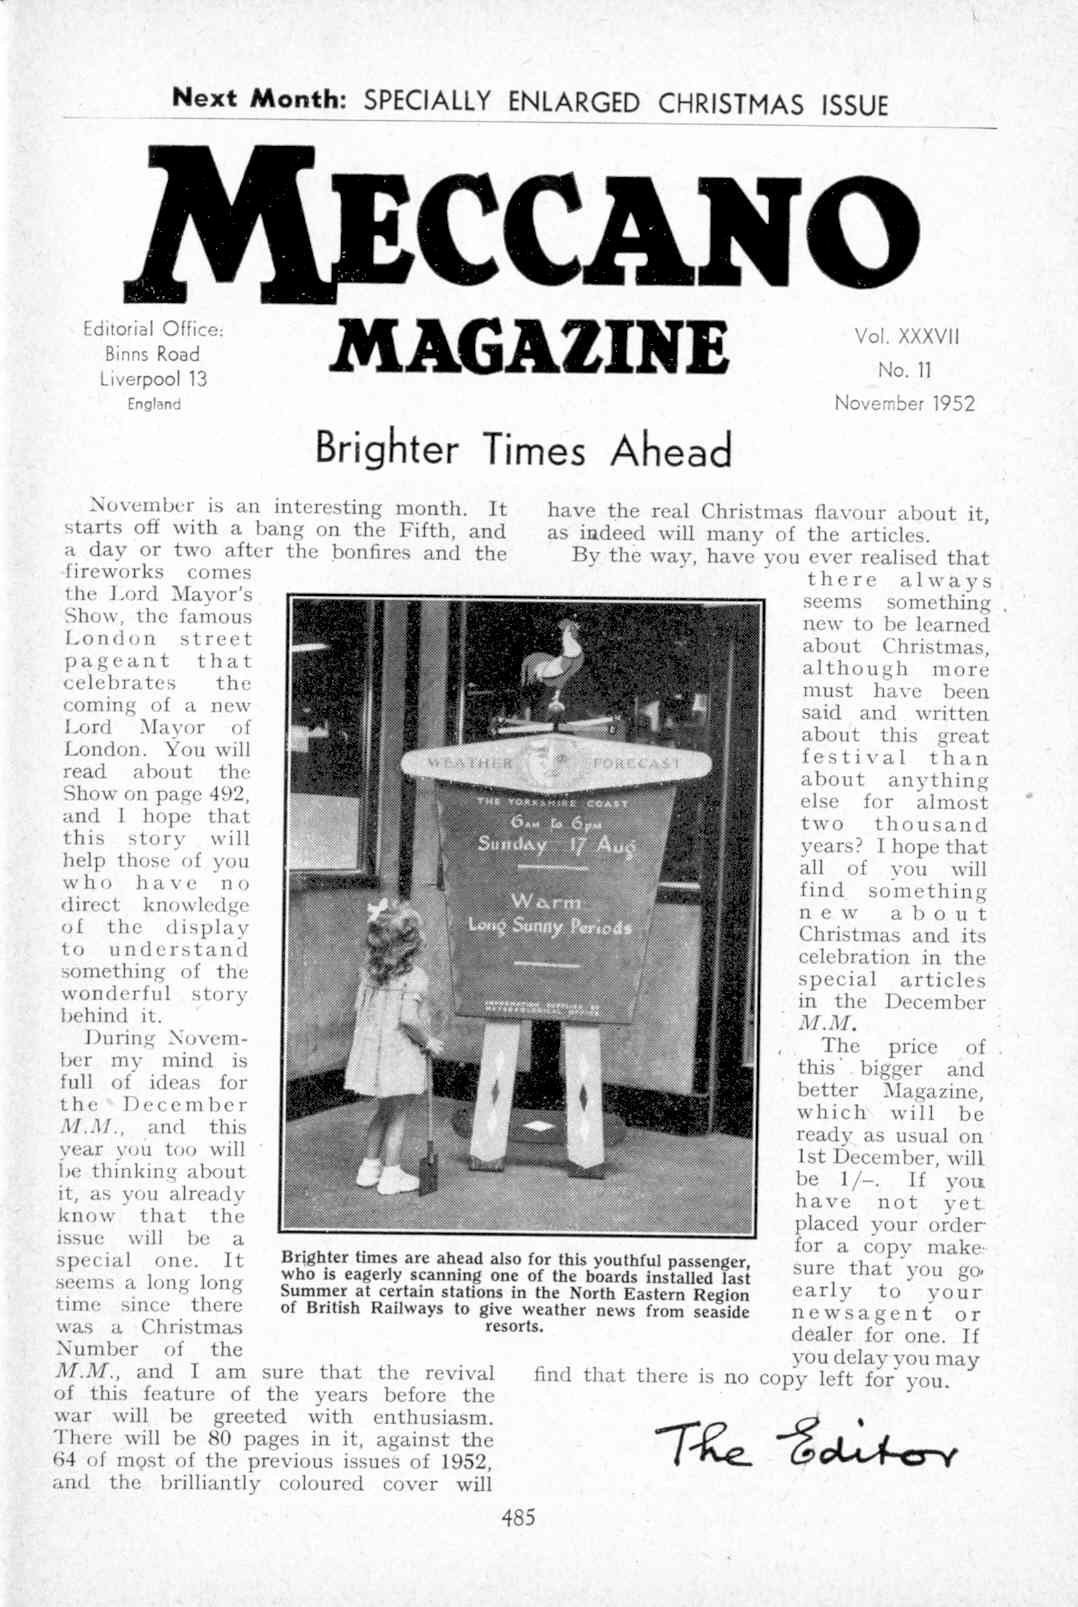 Next Month: SPECIALLY ENLARGED CHRISTMAS ISSUE
MECCANO
MAGAZINE
Editorial Office:
Binns Road
Liverpool 13
England
Vol. XXXVII
No. 11
November 1952
Brighter Times Ahead
November is an interesting month. It
starts off with a bang on the Fifth, and
a day or two after the bonfires and the
fireworks comes
the Lord Mayor's
Show, the famous
London street
pageant that
celebrates the
coming of a new
Lord Mayor of
London. You will
read about the
Show on page 492,
and I hope that
this story will
help those of you
who have no
direct knowledge
of the display
to understand
something of the
wonderful story
behind it.
During Novem-
ber my mind is
full of ideas for
the December
M.M., and this
year you too will
be thinking about
it, as you already
know that the
issue will be a
special one. It
seems a long long
time since there
was a Christmas
Number of the
M.M., and I am sure that the revival
of this feature of the years before the
war will be greeted with enthusiasm.
There will be 80 pages in it, against the
64 of most of the previous issues of 1952,
and the brilliantly coloured cover will
WEATHER FORECAST
THE YORKSHIRE COAST
6AM to 6PM
Sunday 17 Aug
Warm
Long Sunny Periods
INFORMATION SUPPLIED BY
METEOROLOGICAL OFFICE
Brighter times are ahead also for this youthful passenger,
who is eagerly scanning one of the boards installed last
Summer at certain stations in the North Eastern Region
of British Railways to give weather news from seaside
resorts.
have the real Christmas flavour about it,
as indeed will many of the articles.
By the way, have you ever realised that
there always
seems something
new to be learned
about Christmas,
although more
must have been
said and written
about this great
festival than
about anything
else for almost
two thousand
years? I hope that
all of you will
find something
new about
Christmas and its
celebration in the
special articles
in the December
M.M.
The price of
this bigger and
better Magazine,
which will be
ready as usual on
1st December, will
be 1/-. If you
have not yet
placed your order
for a copy make
sure that you go
early to your
newsagent or
dealer for one. If
you delay you may
find that there is no copy left for you.
The Editor
485